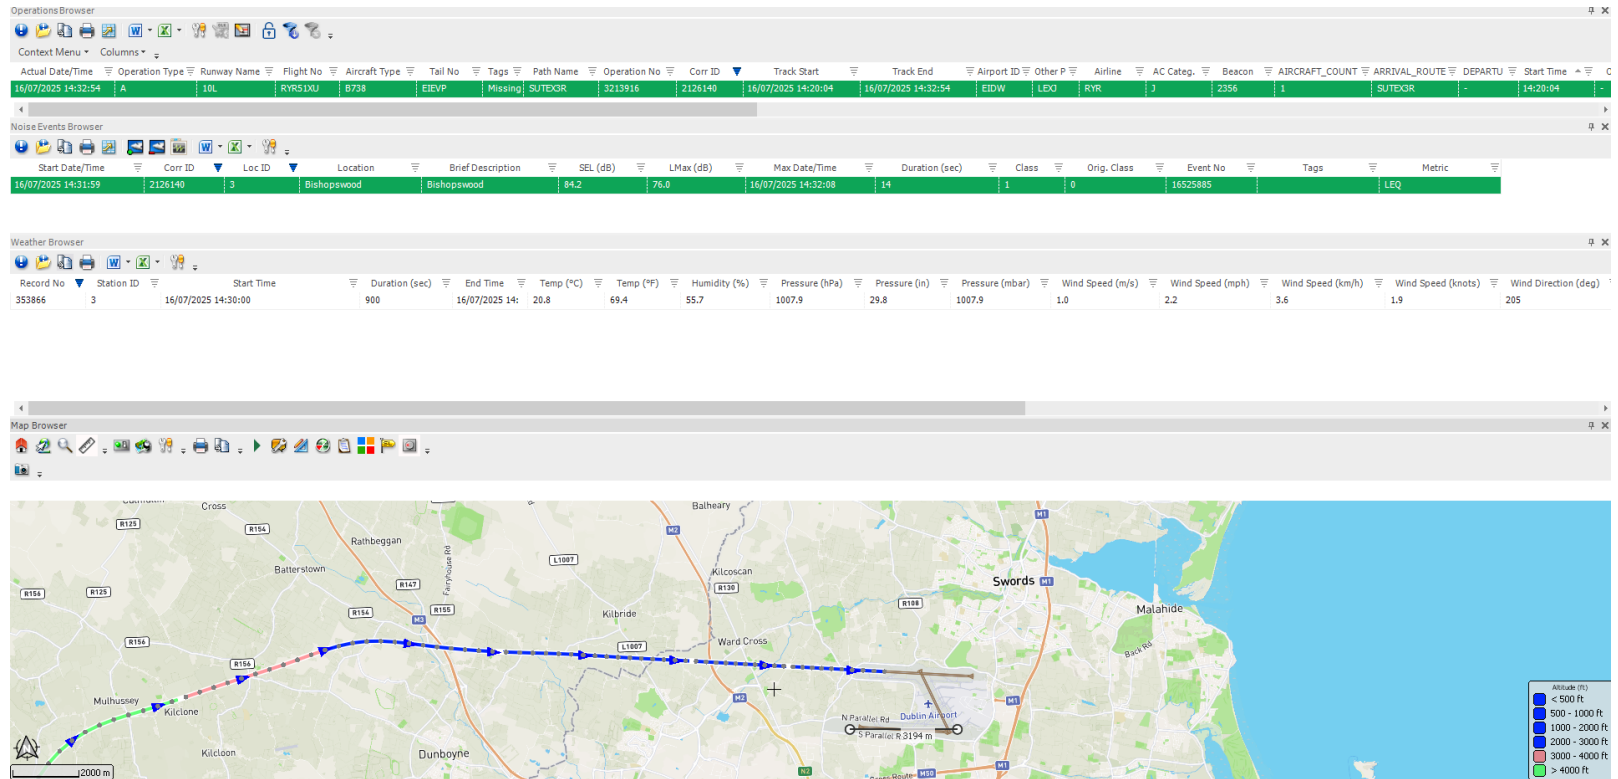 Operations Browser
Context Menu Columns
Actual Date/Time Operation Type Runway Name Flight No Aircraft Type Tail No Tags Path Name Operation No Corr ID Track Start Track End Airport ID Other P Airline AC Categ. Beacon AIRCRAFT_COUNT ARRIVAL_ROUTE DEPARTU Start Time
16/07/2025 14:32:54 A 10L RYR51XU B738 EIEVP Missing SUTEX3R 3213916 2126140 16/07/2025 14:20:04 16/07/2025 14:32:54 EIDW LEXJ RYR J 2356 1 SUTEX3R - 14:20:04 -
Noise Events Browser
Start Date/Time Corr ID Loc ID Location Brief Description SEL (dB) LMax (dB) Max Date/Time Duration (sec) Class Orig. Class Event No Tags Metric
16/07/2025 14:31:59 2126140 3 Bishopswood Bishopswood 84.2 76.0 16/07/2025 14:32:08 14 1 0 16525885 LEQ
Weather Browser
Record No Station ID Start Time Duration (sec) End Time Temp (°C) Temp (°F) Humidity (%) Pressure (hPa) Pressure (in) Pressure (mbar) Wind Speed (m/s) Wind Speed (mph) Wind Speed (km/h) Wind Speed (knots) Wind Direction (deg)
353866 3 16/07/2025 14:30:00 900 16/07/2025 14: 20.8 69.4 55.7 1007.9 29.8 1007.9 1.0 2.2 3.6 1.9 205
Map Browser
Cross
Balheary
R125
R154
M2
M1
Rathbeggan
Fairyhouse Rd
L1007
Batterstown
Kilcoscan
R156
R125
R147
R130
Swords M1
R154
R155
M3
Kilbride
R108
Malahide
R156
Ward Cross
L1007
Back Rd
R156
Mulhussey
Kilclone
M2
M1
N Parallel Rd
Dublin Airport
S Parallel R 3194 m
Kilcloon
Dunboyne
N2
M50
M1
2000 m
Altitude (ft)
< 500 ft
500 - 1000 ft
1000 - 2000 ft
2000 - 3000 ft
3000 - 4000 ft
> 4000 ft